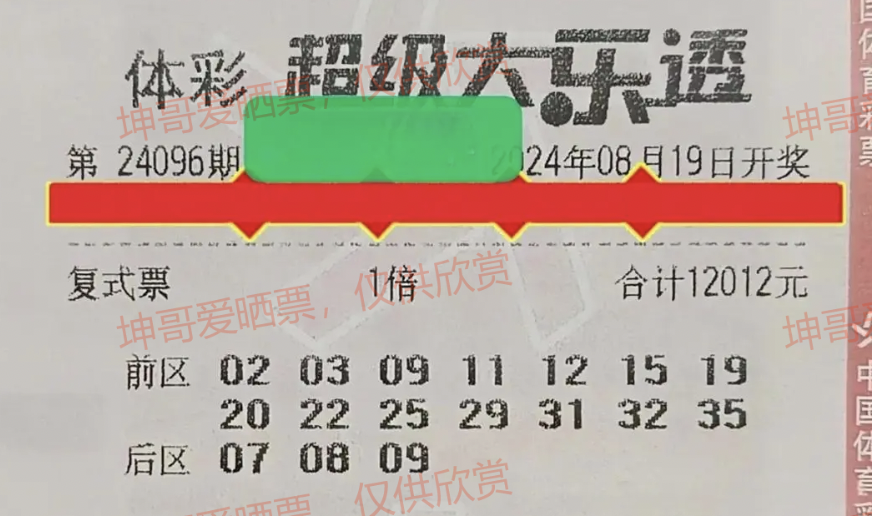 体彩 超级大乐透
第 24096期 2024年08月19日开奖
复式票 1倍 合计12012元
前区 02 03 09 11 12 15 19
20 22 25 29 31 32 35
后区 07 08 09
坤哥爱晒票，仅供欣赏
坤哥
坤哥爱晒票，仅供欣赏
坤哥
坤哥爱晒票，仅供欣赏
国体育彩票
中国体育彩